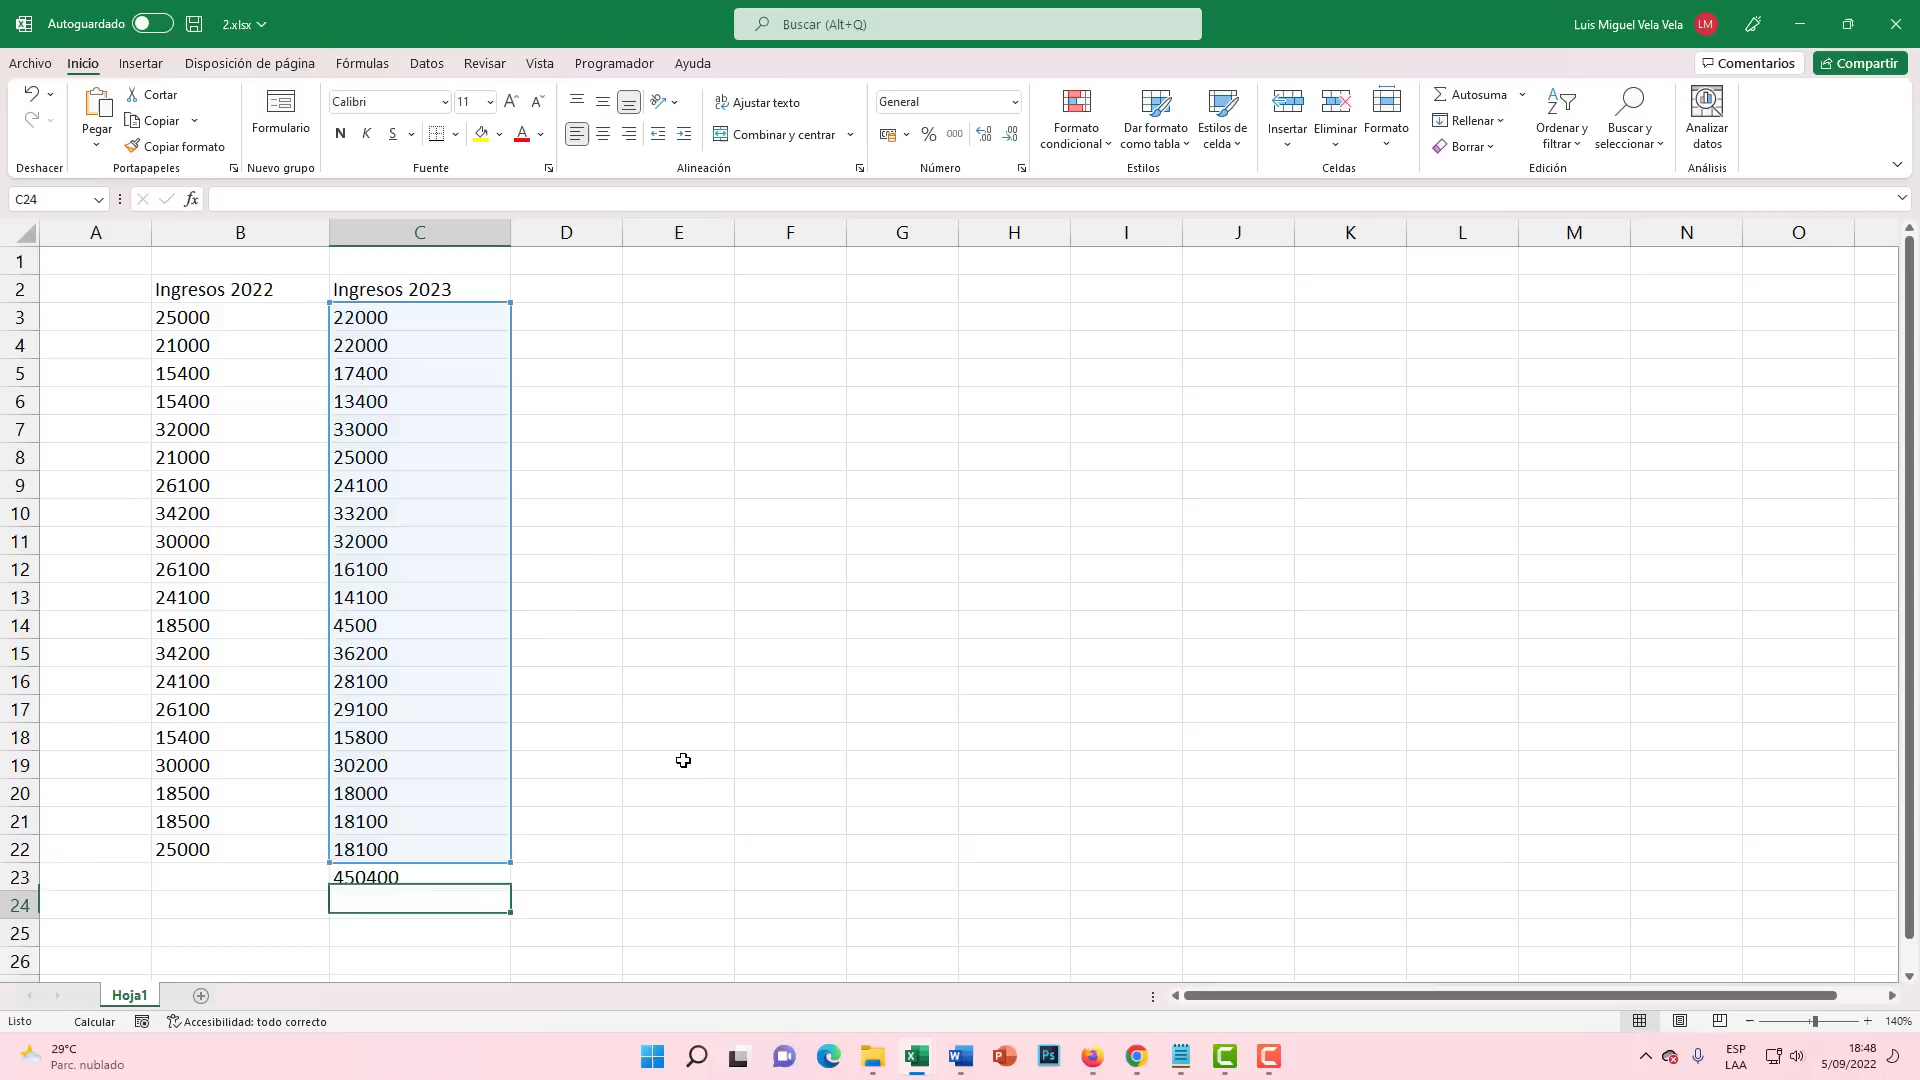 Autoguardado 2.xlsx Buscar (Alt+Q) Luis Miguel Vela Vela LM
Archivo Inicio Insertar Disposición de página Fórmulas Datos Revisar Vista Programador Ayuda Comentarios Compartir
Pegar Cortar Copiar Copiar formato
Formulario
Calibri 11
N K S
Ajustar texto
Combinar y centrar
General
% 000
Formato condicional
Dar formato como tabla
Estilos de celda
Insertar Eliminar Formato
Autosuma
Rellenar
Borrar
Ordenar y filtrar
Buscar y seleccionar
Analizar datos
Deshacer Portapapeles Nuevo grupo Fuente Alineación Número Estilos Celdas Edición Análisis
C24 fx
A B C D E F G H I J K L M N O
1
2 Ingresos 2022 Ingresos 2023
3 25000 22000
4 21000 22000
5 15400 17400
6 15400 13400
7 32000 33000
8 21000 25000
9 26100 24100
10 34200 33200
11 30000 32000
12 26100 16100
13 24100 14100
14 18500 4500
15 34200 36200
16 24100 28100
17 26100 29100
18 15400 15800
19 30000 30200
20 18500 18000
21 18500 18100
22 25000 18100
23 450400
24
25
26
Hoja1
Listo Calcular Accesibilidad: todo correcto 140%
29°C
Parc. nublado
ESP
LAA
18:48
5/09/2022